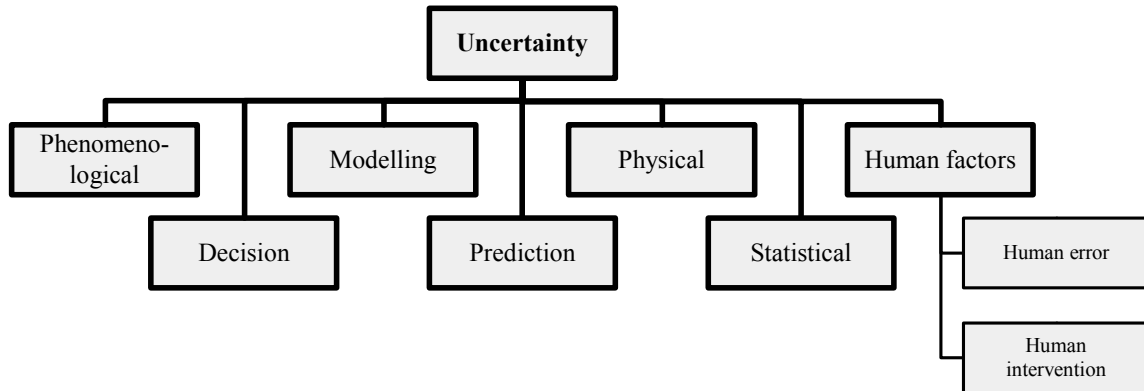 Uncertainty
Phenomeno-
logical
Modelling
Physical
Human factors
Decision
Prediction
Statistical
Human error
Human
intervention